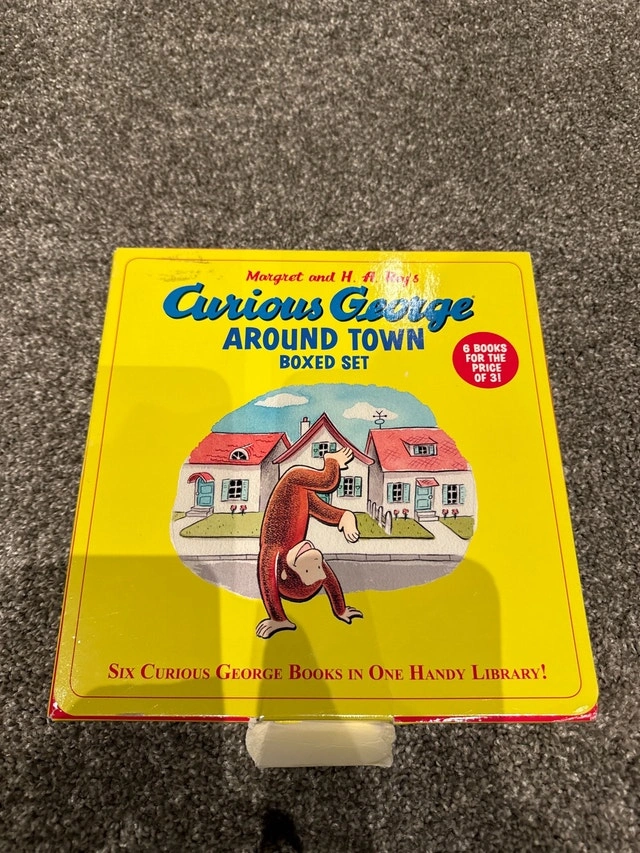 Margret and H. A. Rey's
Curious George
AROUND TOWN
BOXED SET
6 BOOKS
FOR THE
PRICE
OF 3!
SIX CURIOUS GEORGE BOOKS IN ONE HANDY LIBRARY!